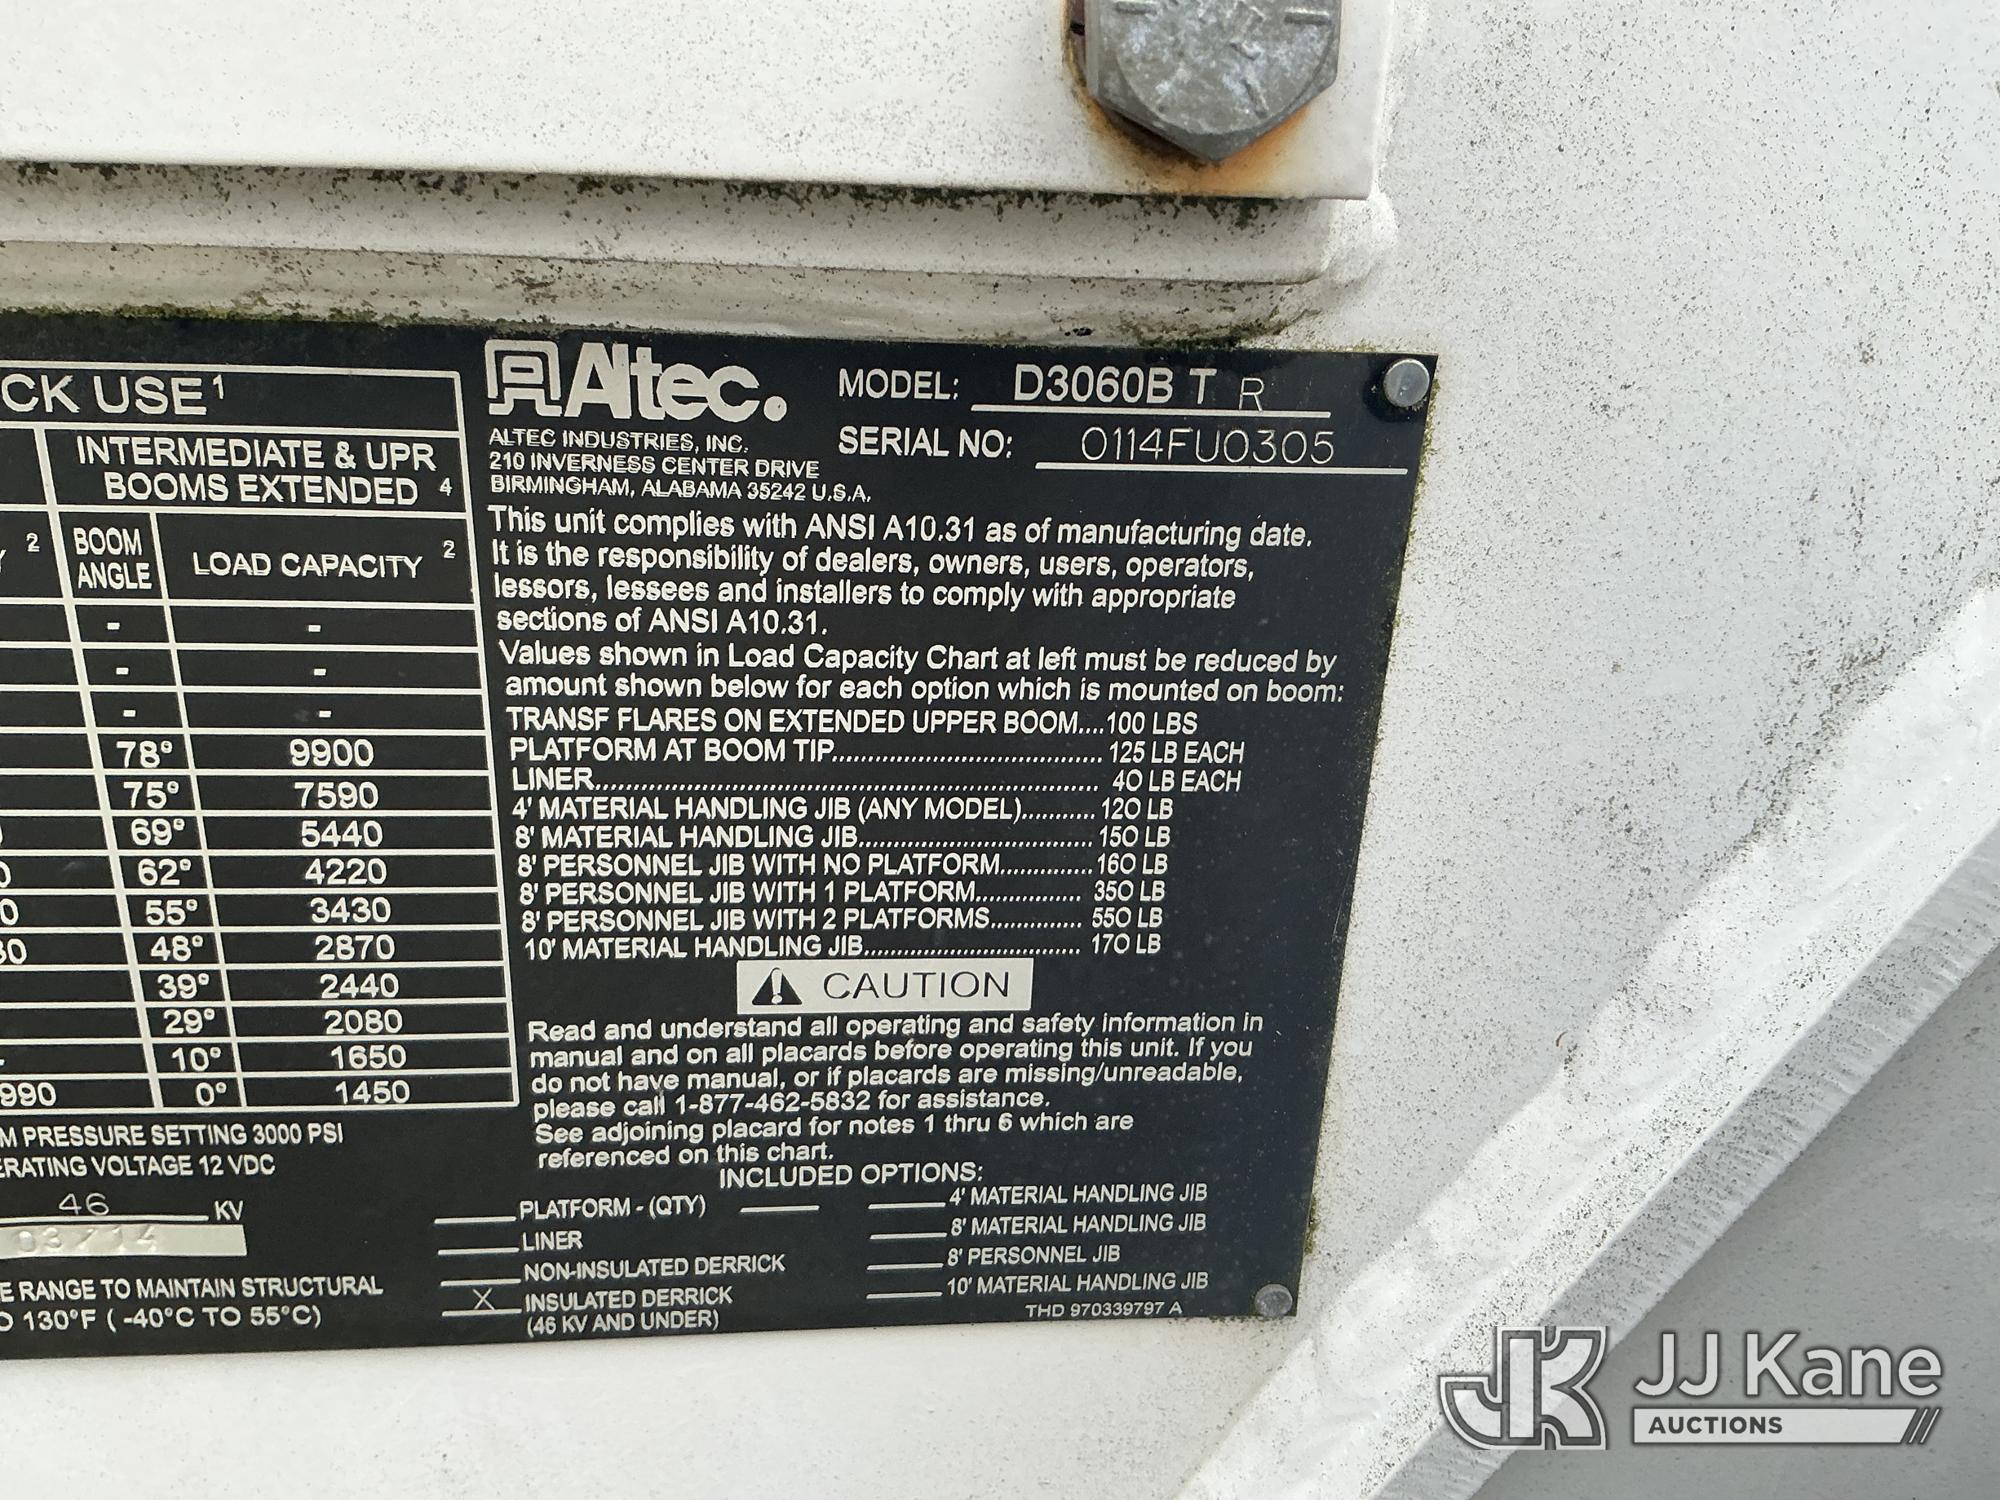 CK USE 1
INTERMEDIATE & UPR
BOOMS EXTENDED 4
2
BOOM
ANGLE
LOAD CAPACITY 2
- -
- -
- -
78° 9900
75° 7590
69° 5440
62° 4220
55° 3430
48° 2870
39° 2440
29° 2080
10° 1650
990 0° 1450
M PRESSURE SETTING 3000 PSI
ERATING VOLTAGE 12 VDC
46 KV
03/14
E RANGE TO MAINTAIN STRUCTURAL
O 130°F ( -40°C TO 55°C)
Altec.
ALTEC INDUSTRIES, INC.
210 INVERNESS CENTER DRIVE
BIRMINGHAM, ALABAMA 35242 U.S.A.
MODEL: D3060B T R
SERIAL NO: 0114FU0305
This unit complies with ANSI A10.31 as of manufacturing date.
It is the responsibility of dealers, owners, users, operators,
lessors, lessees and installers to comply with appropriate
sections of ANSI A10.31.
Values shown in Load Capacity Chart at left must be reduced by
amount shown below for each option which is mounted on boom:
TRANSF FLARES ON EXTENDED UPPER BOOM....100 LBS
PLATFORM AT BOOM TIP........................................ 125 LB EACH
LINER........................................................................ 40 LB EACH
4' MATERIAL HANDLING JIB (ANY MODEL)........... 120 LB
8' MATERIAL HANDLING JIB.................................. 150 LB
8' PERSONNEL JIB WITH NO PLATFORM..............160 LB
8' PERSONNEL JIB WITH 1 PLATFORM................ 350 LB
8' PERSONNEL JIB WITH 2 PLATFORMS.............. 550 LB
10' MATERIAL HANDLING JIB................................ 170 LB
CAUTION
Read and understand all operating and safety information in
manual and on all placards before operating this unit. If you
do not have manual, or if placards are missing/unreadable,
please call 1-877-462-5832 for assistance.
See adjoining placard for notes 1 thru 6 which are
referenced on this chart.
INCLUDED OPTIONS:
PLATFORM - (QTY)
LINER
NON-INSULATED DERRICK
X INSULATED DERRICK
(46 KV AND UNDER)
4' MATERIAL HANDLING JIB
8' MATERIAL HANDLING JIB
8' PERSONNEL JIB
10' MATERIAL HANDLING JIB
THD 970339797 A
JK JJ Kane
AUCTIONS